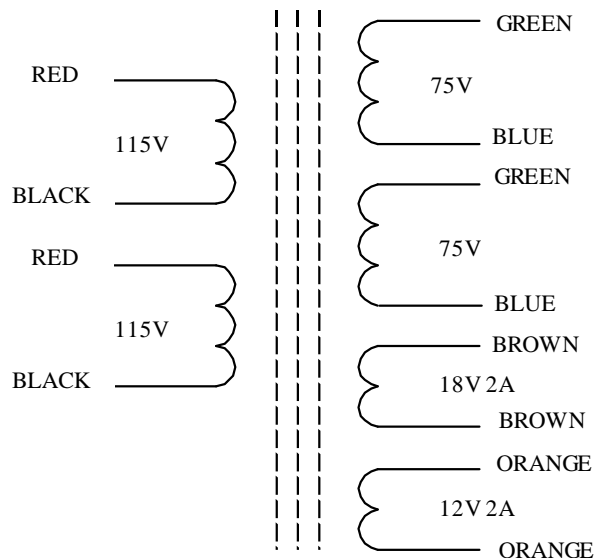 RED
115V
BLACK
RED
115V
BLACK
GREEN
75V
BLUE
GREEN
75V
BLUE
BROWN
18V 2A
BROWN
ORANGE
12V 2A
ORANGE